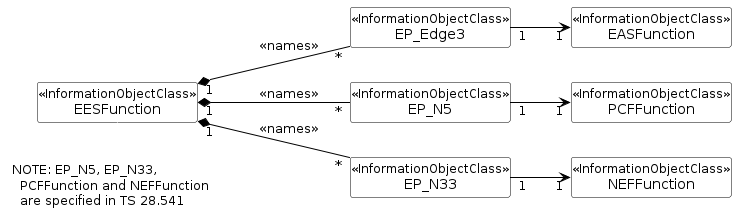 «InformationObjectClass»
EP_Edge3
«InformationObjectClass»
EASFunction
«names»
1
1
*
«InformationObjectClass»
EESFunction
1
«names»
1
*
«InformationObjectClass»
EP_N5
1
1
«InformationObjectClass»
PCFFunction
1
«names»
*
«InformationObjectClass»
EP_N33
1
1
«InformationObjectClass»
NEFFunction
NOTE: EP_N5, EP_N33,
PCFFunction and NEFFunction
are specified in TS 28.541